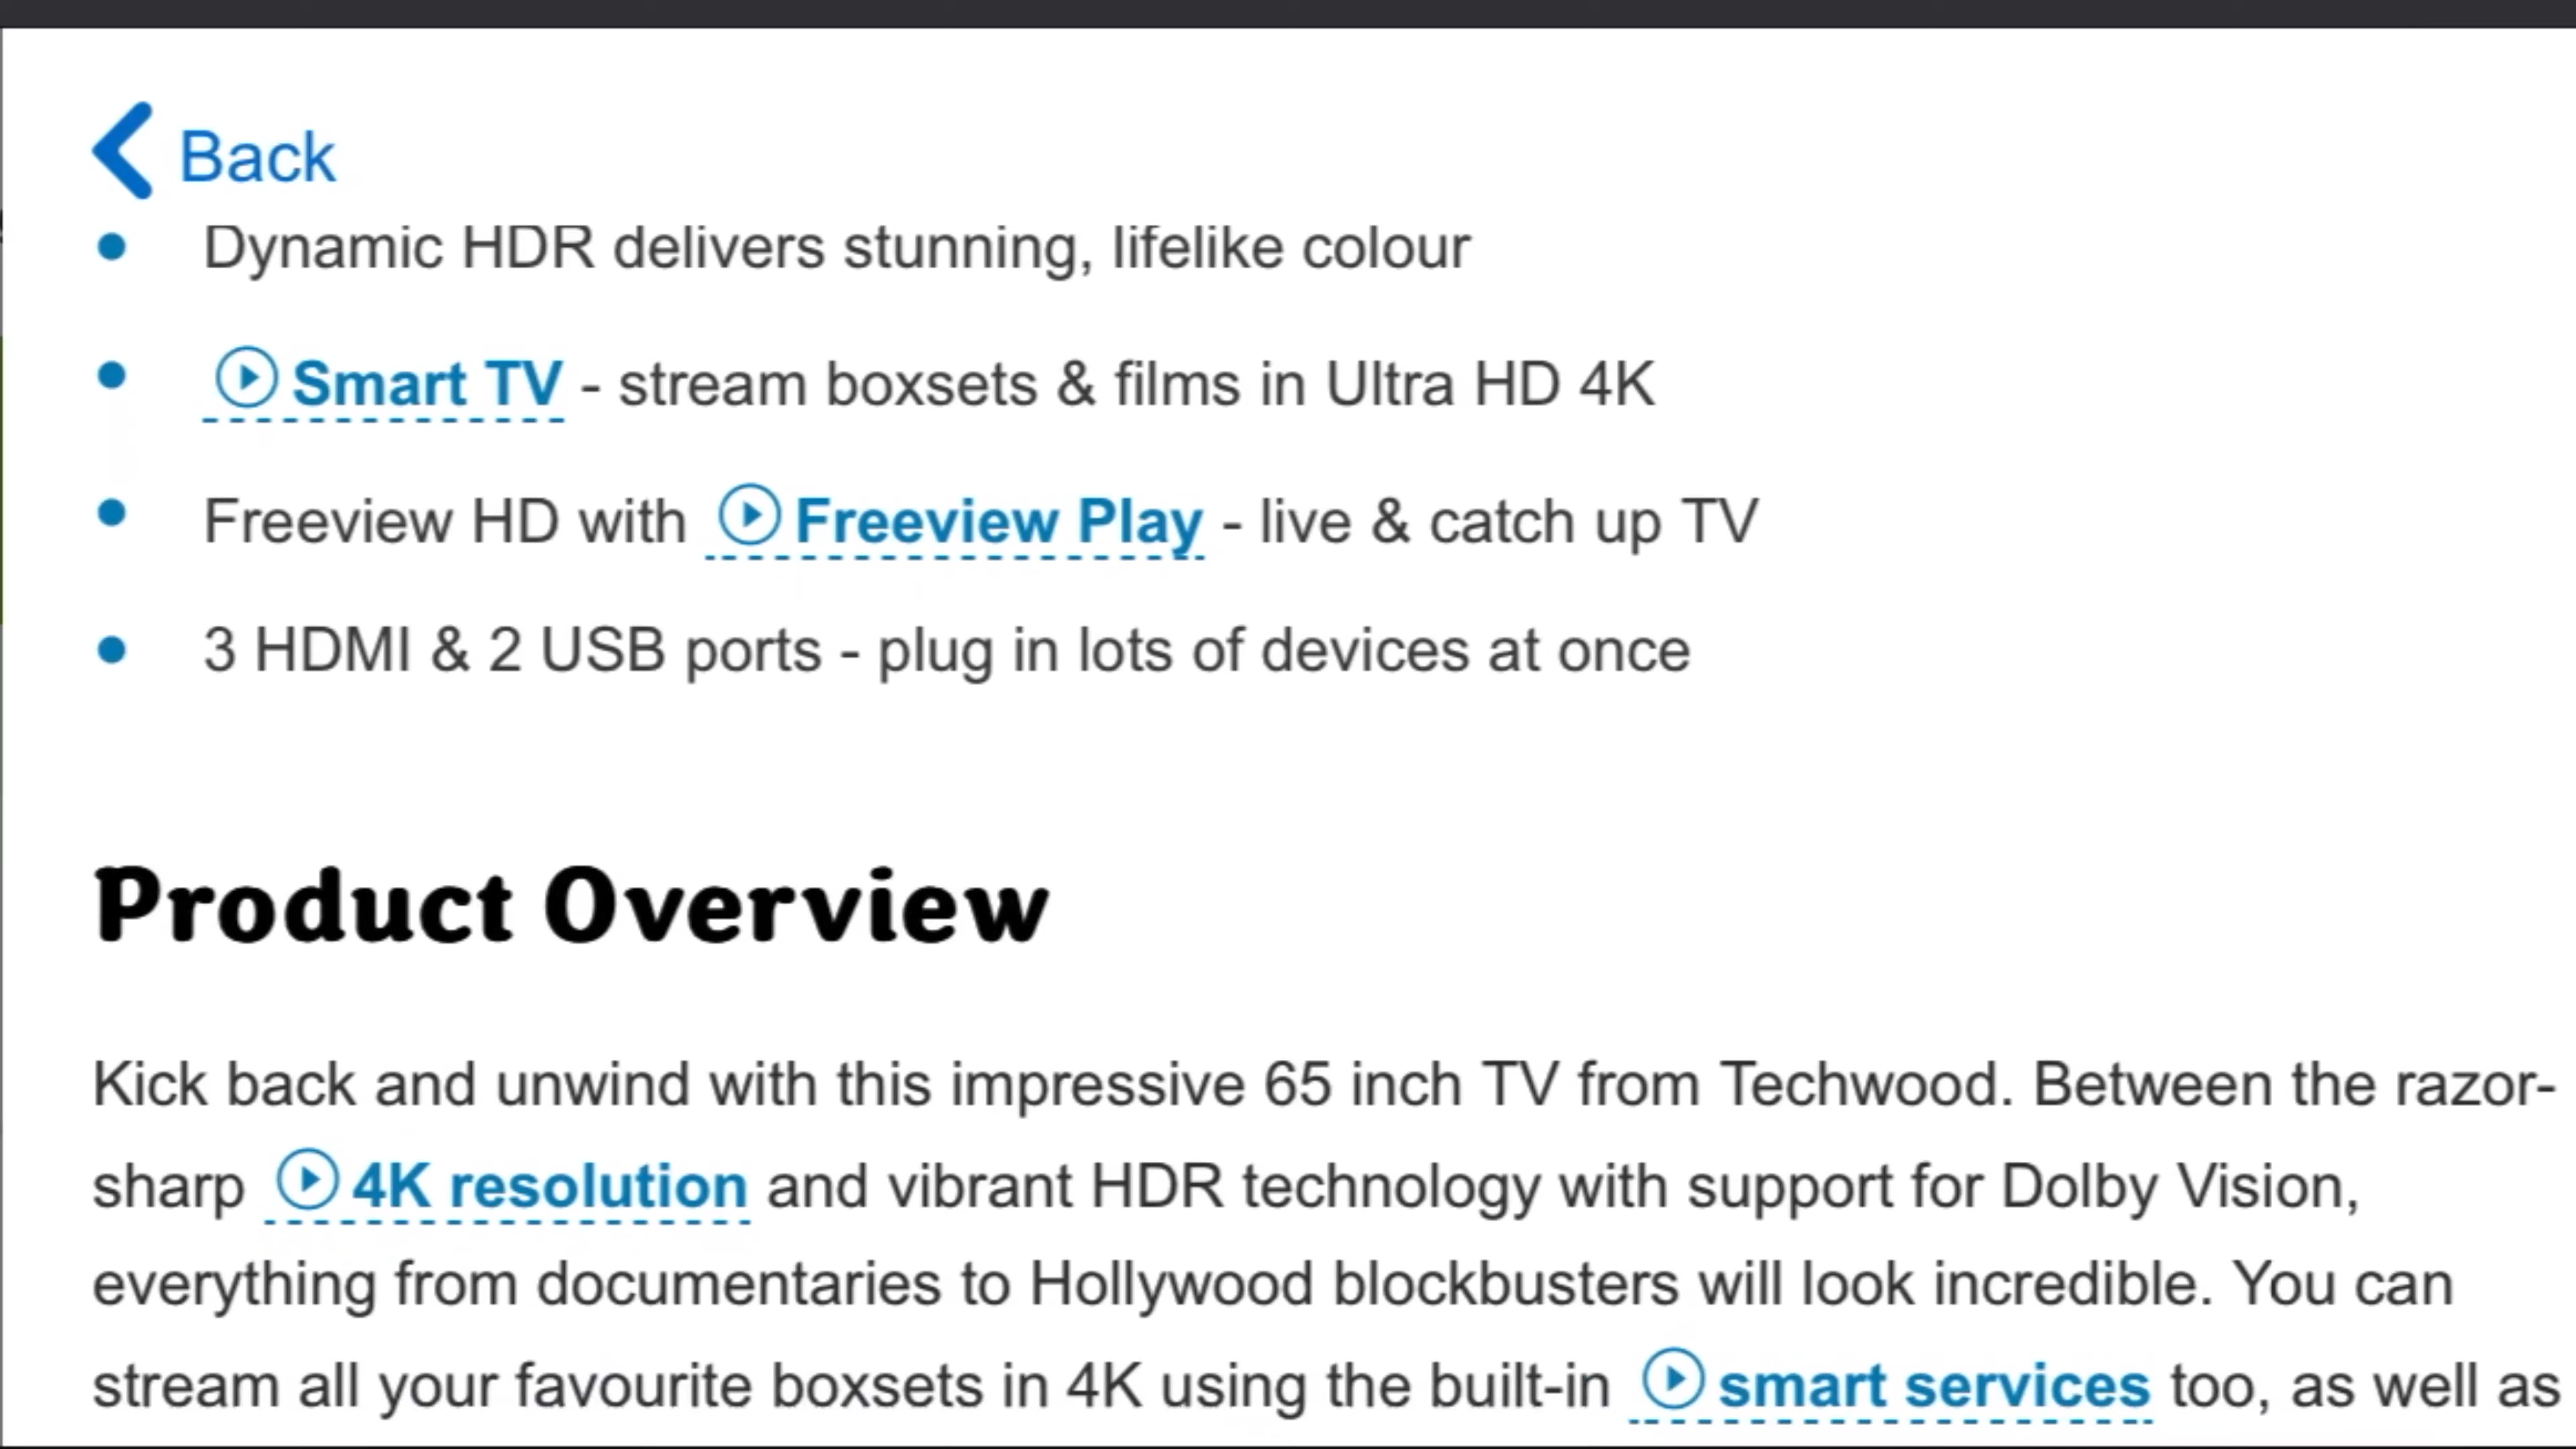 Back
Dynamic HDR delivers stunning, lifelike colour
Smart TV - stream boxsets & films in Ultra HD 4K
Freeview HD with Freeview Play - live & catch up TV
3 HDMI & 2 USB ports - plug in lots of devices at once
Product Overview
Kick back and unwind with this impressive 65 inch TV from Techwood. Between the razor-
sharp 4K resolution and vibrant HDR technology with support for Dolby Vision,
everything from documentaries to Hollywood blockbusters will look incredible. You can
stream all your favourite boxsets in 4K using the built-in smart services too, as well as